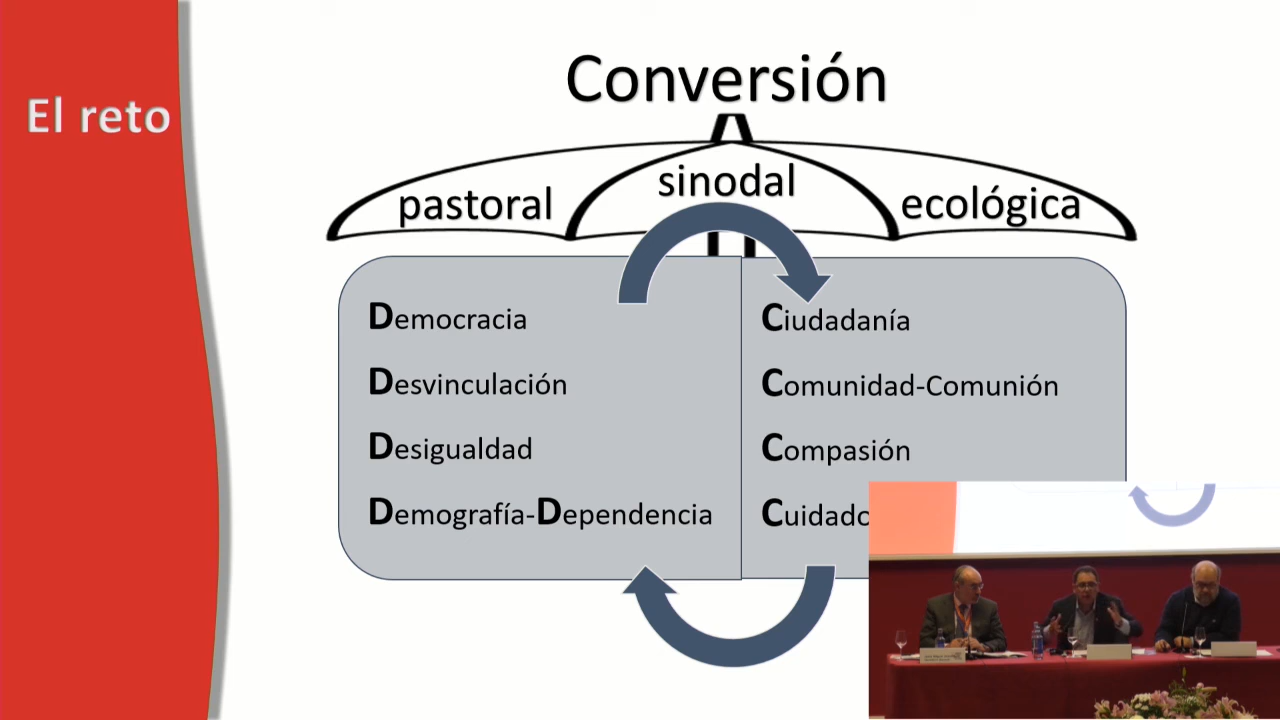 El reto
Conversión
pastoral
sinodal
ecológica
Democracia
Desvinculación
Desigualdad
Demografía-Dependencia
Ciudadanía
Comunidad-Comunión
Compasión
Cuidado